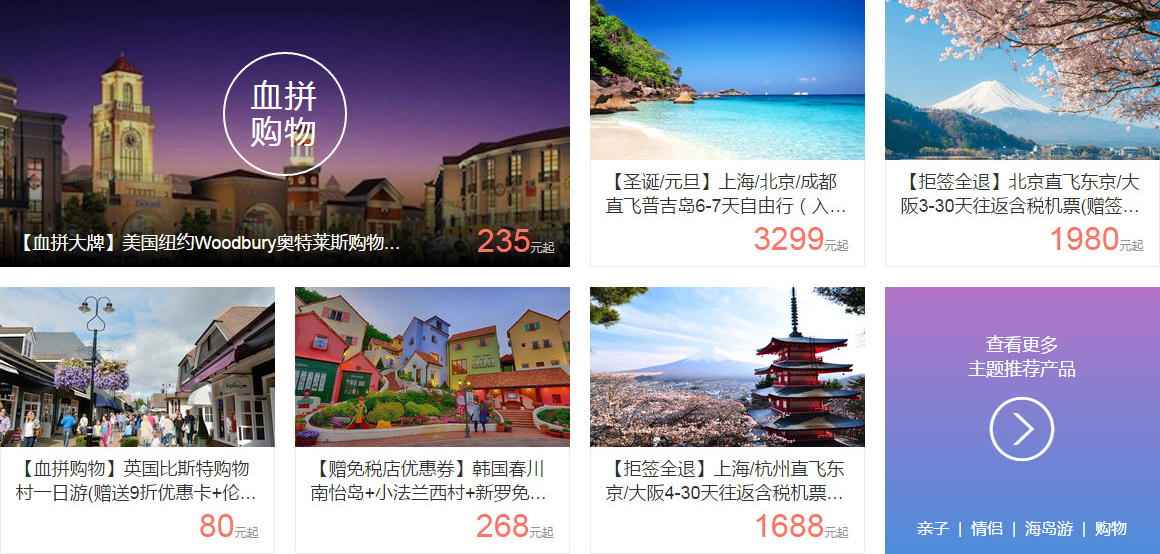 血拼
购物
【血拼大牌】美国纽约Woodbury奥特莱斯购物...
235元起
【圣诞/元旦】上海/北京/成都
直飞普吉岛6-7天自由行（入...
3299元起
【拒签全退】北京直飞东京/大
阪3-30天往返含税机票(赠签...
1980元起
【血拼购物】英国比斯特购物
村一日游(赠送9折优惠卡+伦...
80元起
【赠免税店优惠券】韩国春川
南怡岛+小法兰西村+新罗免...
268元起
【拒签全退】上海/杭州直飞东
京/大阪4-30天往返含税机票...
1688元起
查看更多
主题推荐产品
亲子 | 情侣 | 海岛游 | 购物